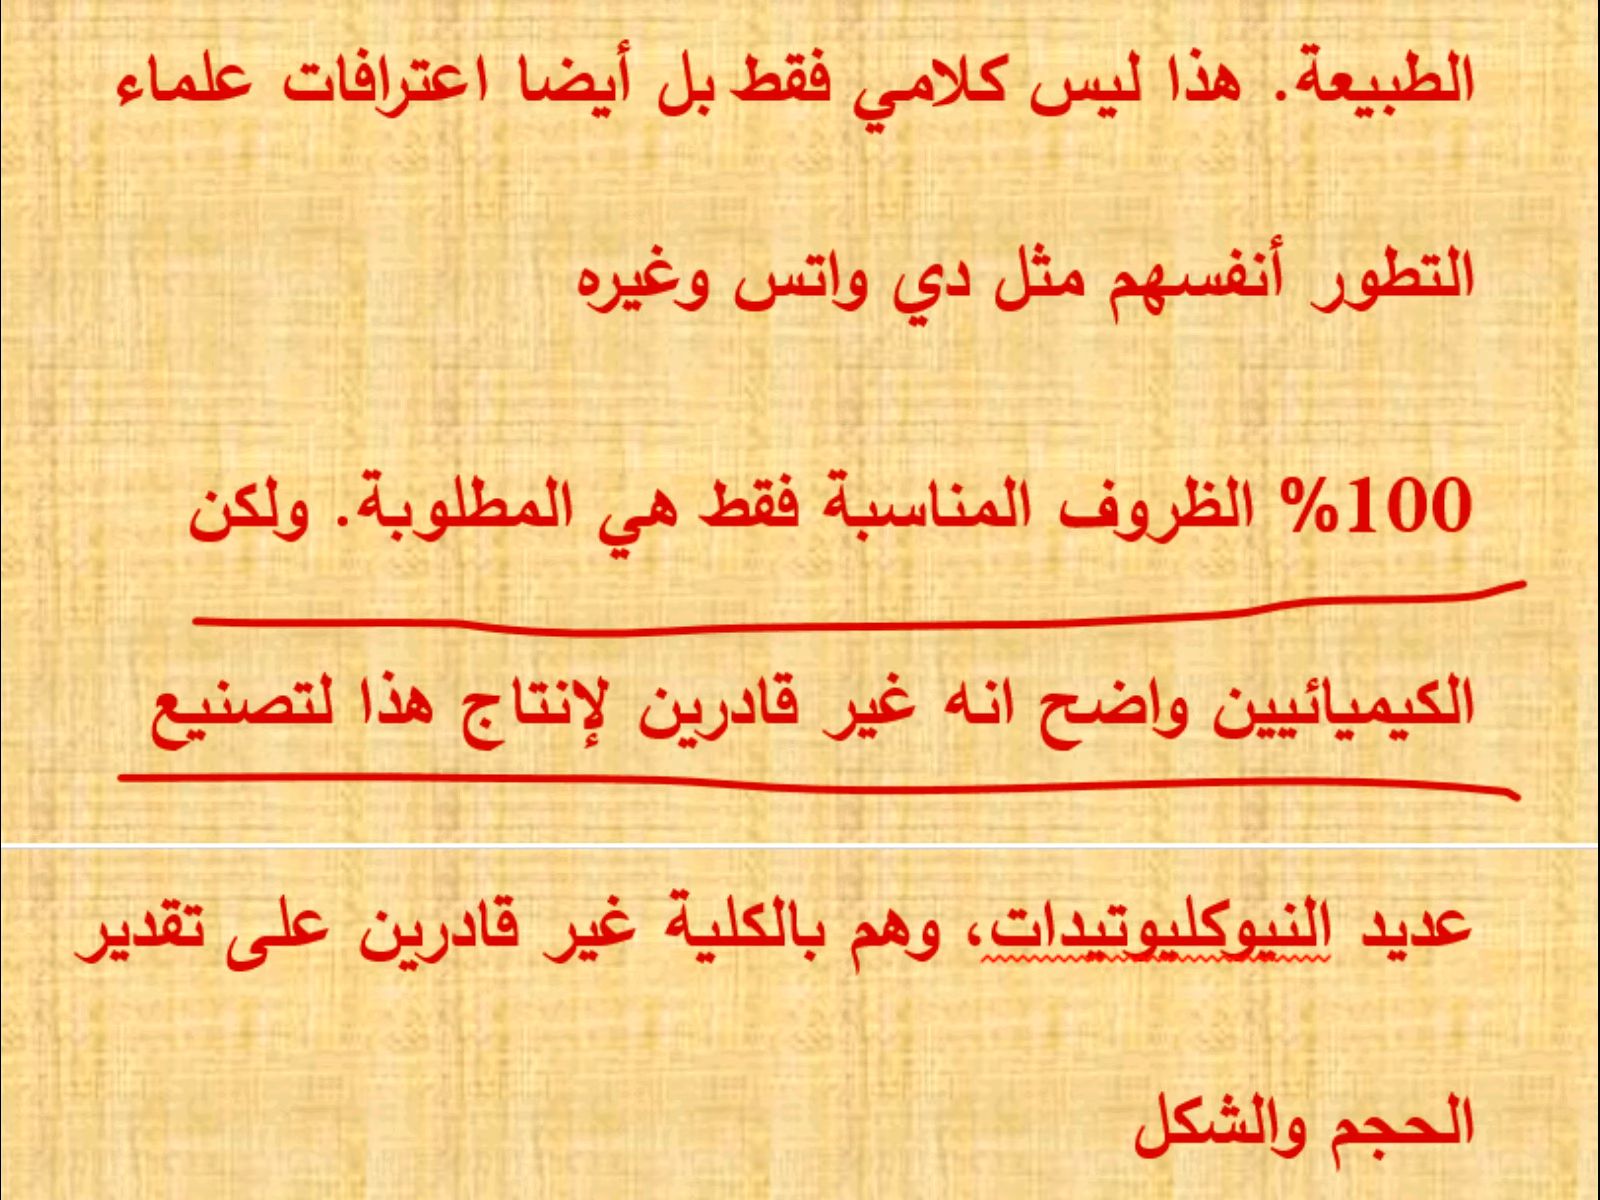 الطبيعة. هذا ليس كلامي فقط بل أيضا اعترافات علماء
التطور أنفسهم مثل دي واتس وغيره
100% الظروف المناسبة فقط هي المطلوبة. ولكن
الكيميائيين واضح انه غير قادرين لإنتاج هذا لتصنيع
عديد النيوكليوتيدات، وهم بالكلية غير قادرين على تقدير
الحجم والشكل